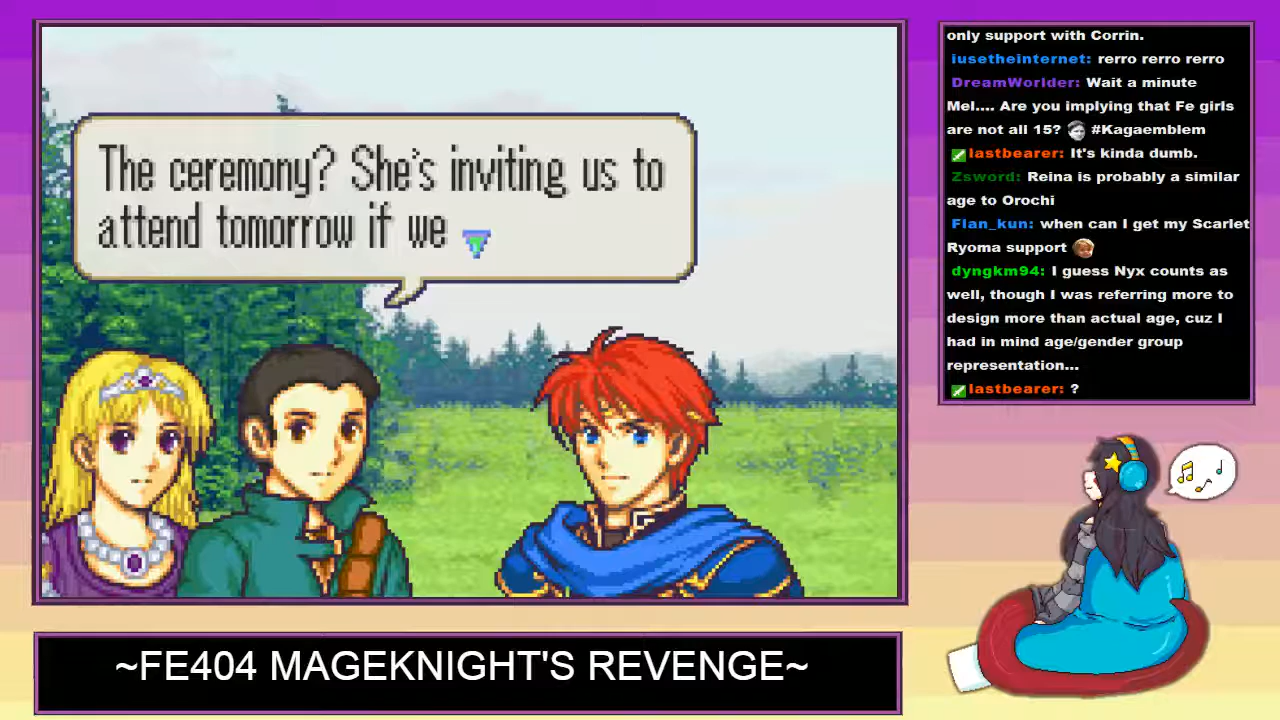 The ceremony? She's inviting us to
attend tomorrow if we
only support with Corrin.
iusetheinternet: rerro rerro rerro
DreamWorlder: Wait a minute
Mel.... Are you implying that Fe girls
are not all 15? #Kagaemblem
lastbearer: It's kinda dumb.
Zsword: Reina is probably a similar
age to Orochi
Flan_kun: when can I get my Scarlet
Ryoma support
dyngkm94: I guess Nyx counts as
well, though I was referring more to
design more than actual age, cuz I
had in mind age/gender group
representation...
lastbearer: ?
~FE404 MAGEKNIGHT'S REVENGE~